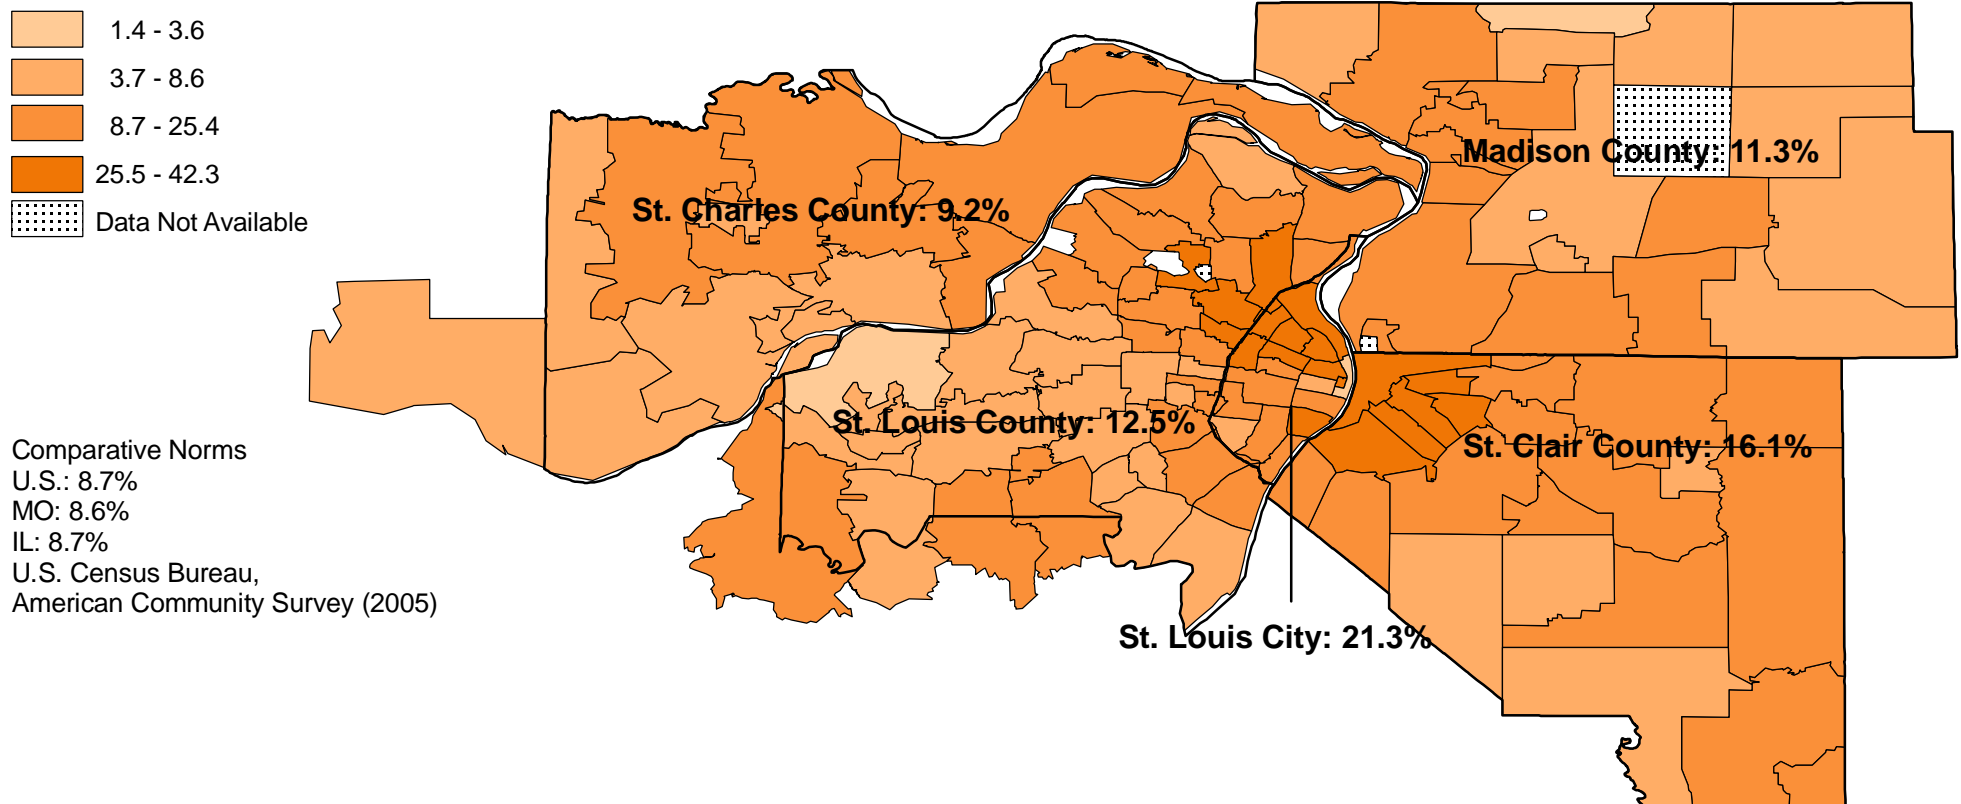 1.4 - 3.6
3.7 - 8.6
8.7 - 25.4
25.5 - 42.3
Data Not Available
Madison County: 11.3%
St. Charles County: 9.2%
St. Louis County: 12.5%
St. Clair County: 16.1%
Comparative Norms
U.S.: 8.7%
MO: 8.6%
IL: 8.7%
U.S. Census Bureau,
American Community Survey (2005)
St. Louis City: 21.3%